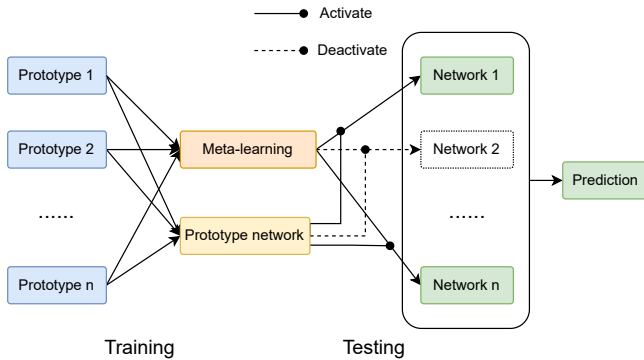 Activate
Deactivate
Prototype 1
Network 1
Prototype 2
Meta-learning
Network 2
Prediction
......
......
Prototype network
Prototype n
Network n
Training
Testing